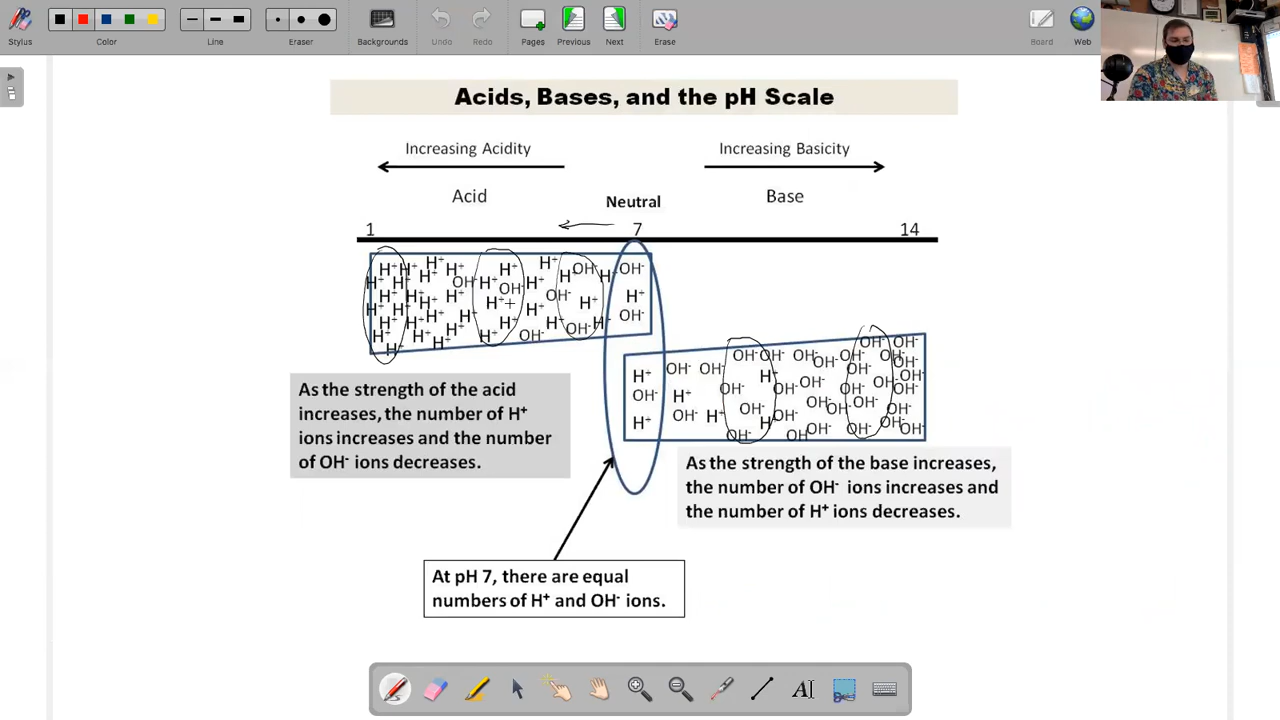 Stylus Color Line Eraser Backgrounds Undo Redo Pages Previous Next Erase Board Web
Acids, Bases, and the pH Scale
Increasing Acidity Increasing Basicity
Acid Base
Neutral
1 7 14
As the strength of the acid
increases, the number of H⁺
ions increases and the number
of OH⁻ ions decreases.
As the strength of the base increases,
the number of OH⁻ ions increases and
the number of H⁺ ions decreases.
At pH 7, there are equal
numbers of H⁺ and OH⁻ ions.